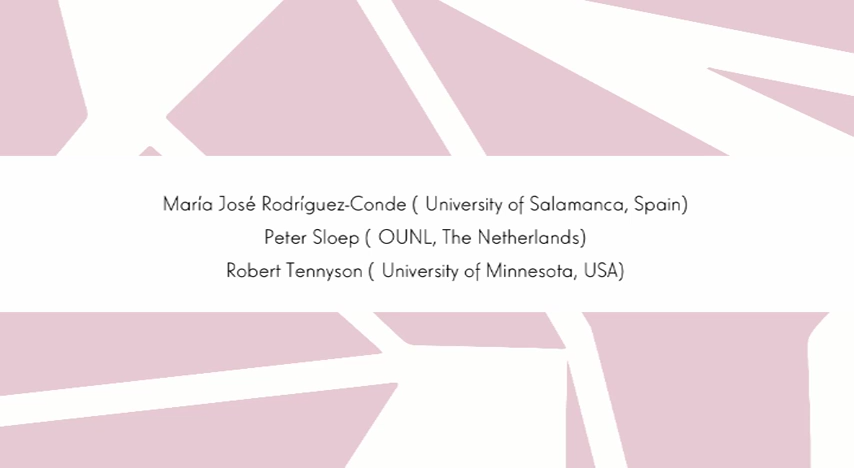 María José Rodríguez-Conde ( University of Salamanca, Spain)
Peter Sloep ( OUNL, The Netherlands)
Robert Tennyson ( University of Minnesota, USA)